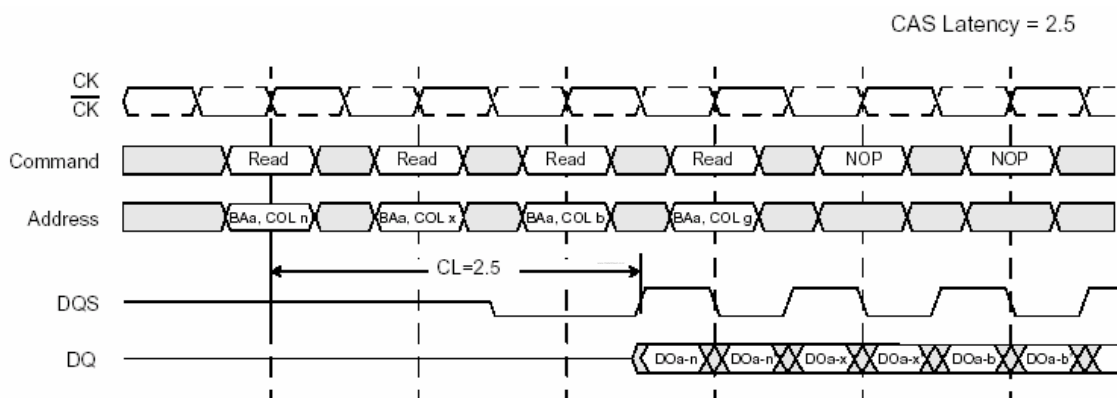 CAS Latency = 2.5
CK
CK
Command Read Read Read Read NOP NOP
Address BAa, COL n BAa, COL x BAa, COL b BAa, COL g
CL=2.5
DQS
DQ DOa-n DOa-n DOa-x DOa-x DOa-b DOa-b